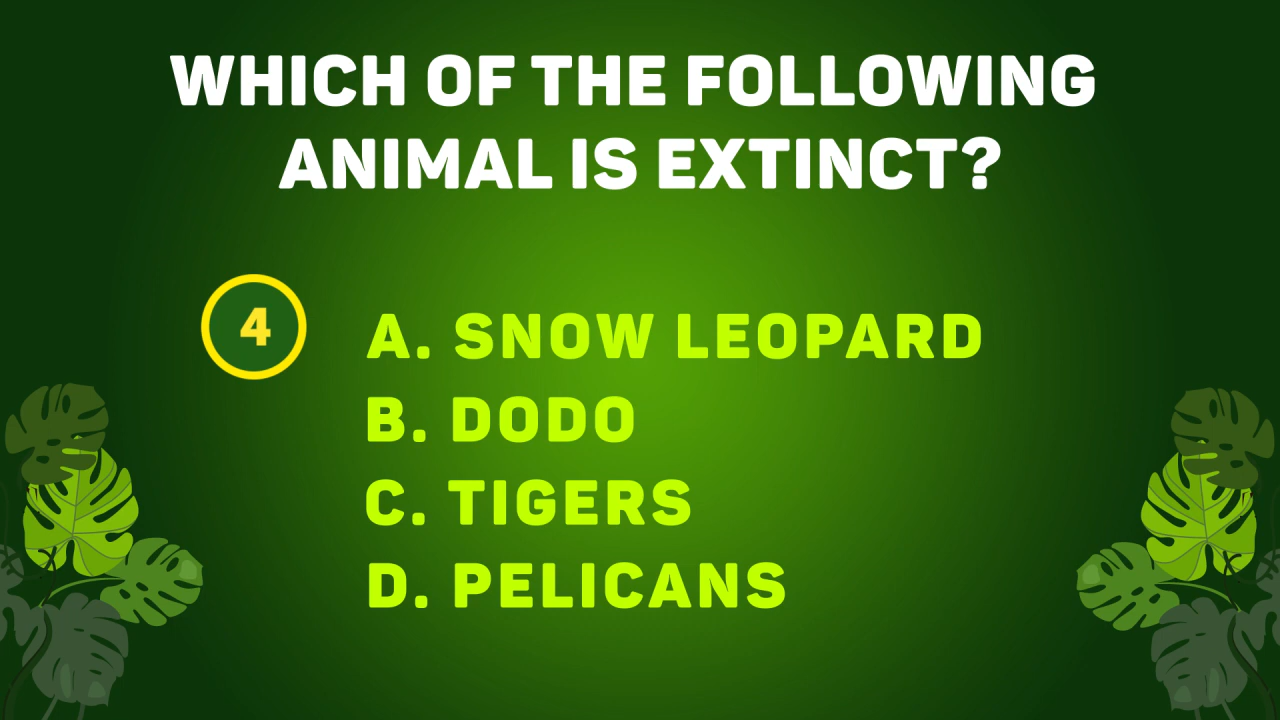 WHICH OF THE FOLLOWING
ANIMAL IS EXTINCT?
4
A. SNOW LEOPARD
B. DODO
C. TIGERS
D. PELICANS